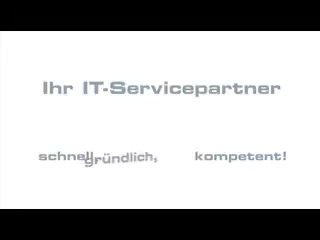 Ihr IT-Servicepartner
schnell, gründlich, kompetent!